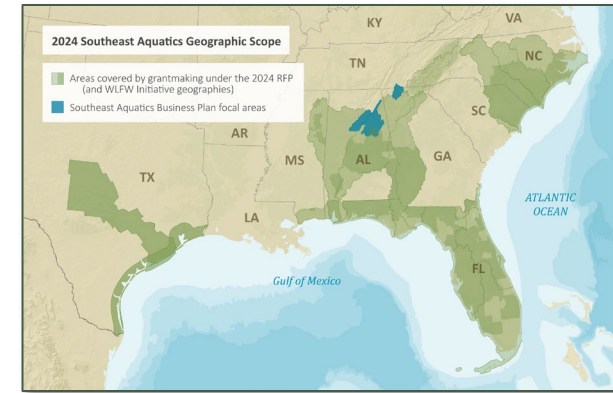 2024 Southeast Aquatics Geographic Scope
Areas covered by grantmaking under the 2024 RFP
(and WLFW Initiative geographies)
Southeast Aquatics Business Plan focal areas
KY
VA
TN
NC
AR
SC
MS
AL
GA
TX
LA
ATLANTIC
OCEAN
FL
Gulf of Mexico